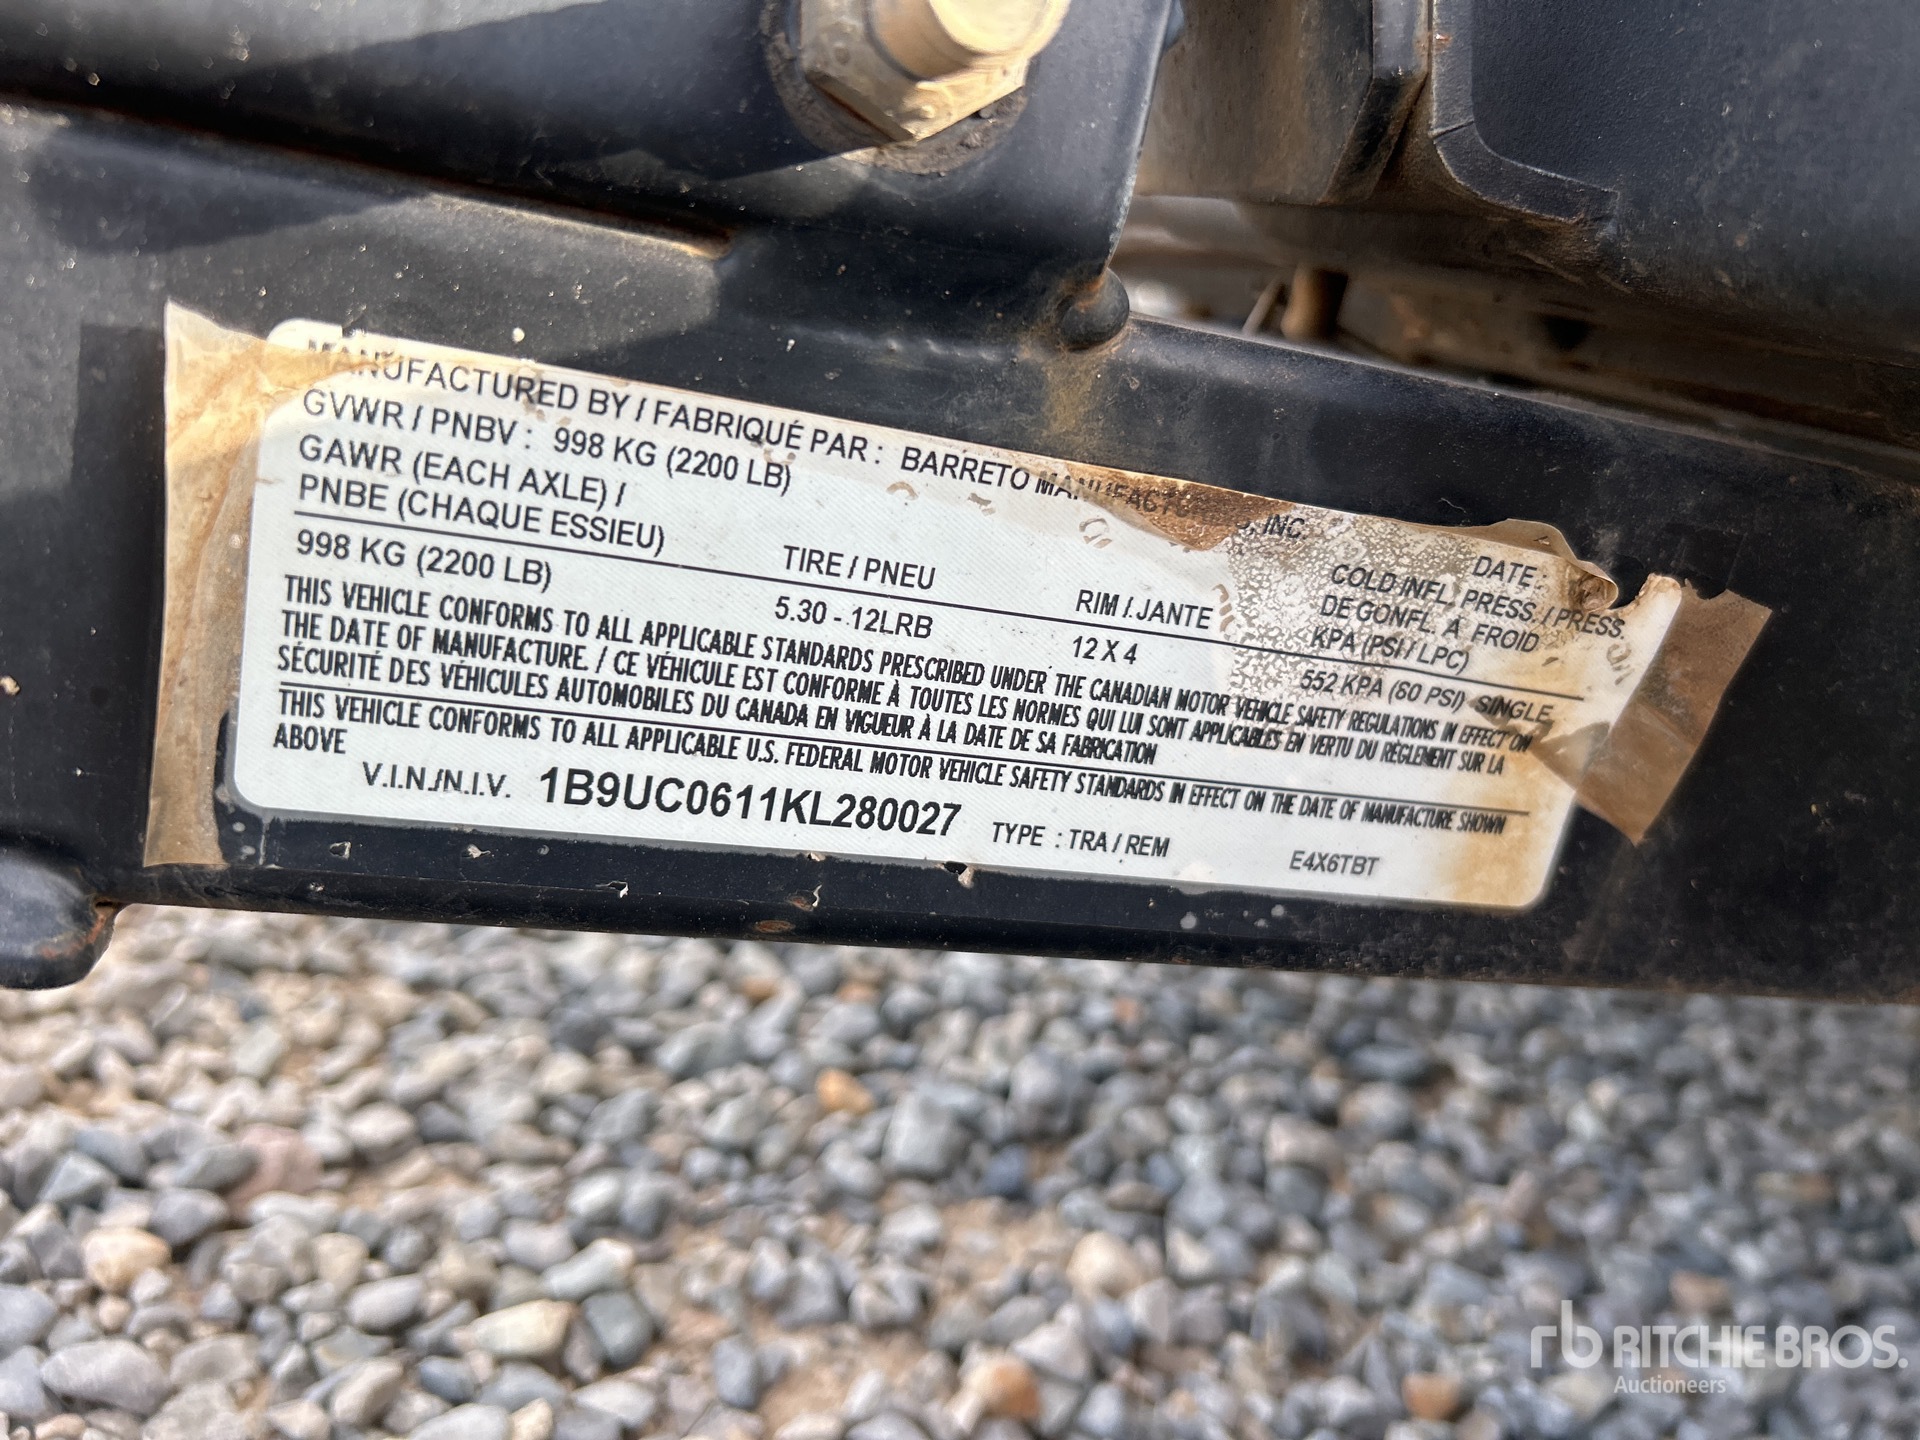 MANUFACTURED BY / FABRIQUÉ PAR : BARRETO MANUFACTURING, INC.
GVWR / PNBV : 998 KG (2200 LB)
DATE :
GAWR (EACH AXLE) /
PNBE (CHAQUE ESSIEU)
TIRE / PNEU
RIM / JANTE
COLD INFL. PRESS. / PRESS.
DE GONFL. À FROID
KPA (PSI / LPC)
998 KG (2200 LB)
5.30 - 12LRB
12 X 4
552 KPA (80 PSI) SINGLE
THIS VEHICLE CONFORMS TO ALL APPLICABLE STANDARDS PRESCRIBED UNDER THE CANADIAN MOTOR VEHICLE SAFETY REGULATIONS IN EFFECT ON
THE DATE OF MANUFACTURE. / CE VÉHICULE EST CONFORME À TOUTES LES NORMES QUI LUI SONT APPLICABLES EN VERTU DU RÉGLEMENT SUR LA
SÉCURITÉ DES VÉHICULES AUTOMOBILES DU CANADA EN VIGUEUR À LA DATE DE SA FABRICATION
THIS VEHICLE CONFORMS TO ALL APPLICABLE U.S. FEDERAL MOTOR VEHICLE SAFETY STANDARDS IN EFFECT ON THE DATE OF MANUFACTURE SHOWN
ABOVE
V.I.N./N.I.V. 1B9UC0611KL280027 TYPE : TRA / REM E4X6TBT
rb RITCHIE BROS.
Auctioneers